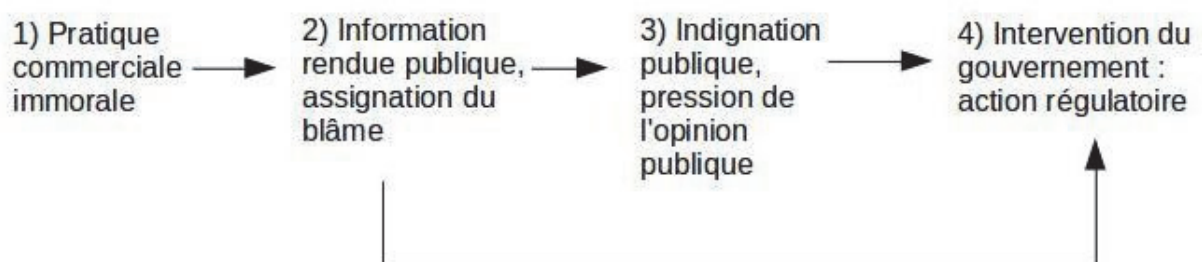 1) Pratique
commerciale
immorale
2) Information
rendue publique,
assignation du
blâme
3) Indignation
publique,
pression de
l'opinion
publique
4) Intervention du
gouvernement :
action régulatoire